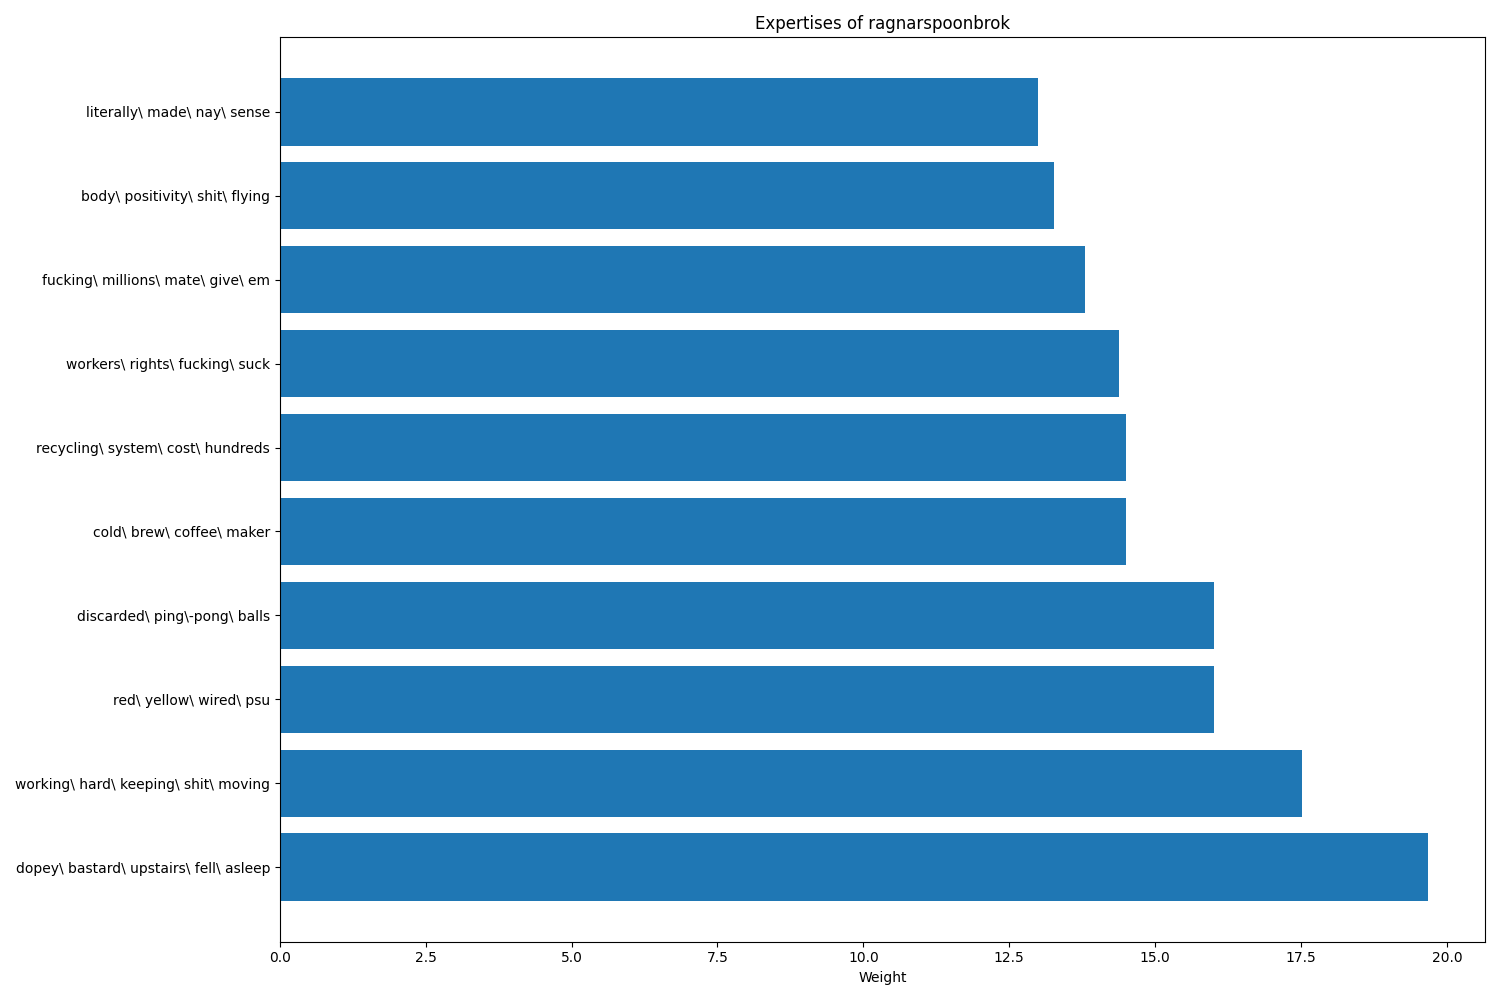 Expertises of ragnarspoonbrok
literally\ made\ nay\ sense
body\ positivity\ shit\ flying
fucking\ millions\ mate\ give\ em
workers\ rights\ fucking\ suck
recycling\ system\ cost\ hundreds
cold\ brew\ coffee\ maker
discarded\ ping\-pong\ balls
red\ yellow\ wired\ psu
working\ hard\ keeping\ shit\ moving
dopey\ bastard\ upstairs\ fell\ asleep
0.0 2.5 5.0 7.5 10.0 12.5 15.0 17.5 20.0
Weight